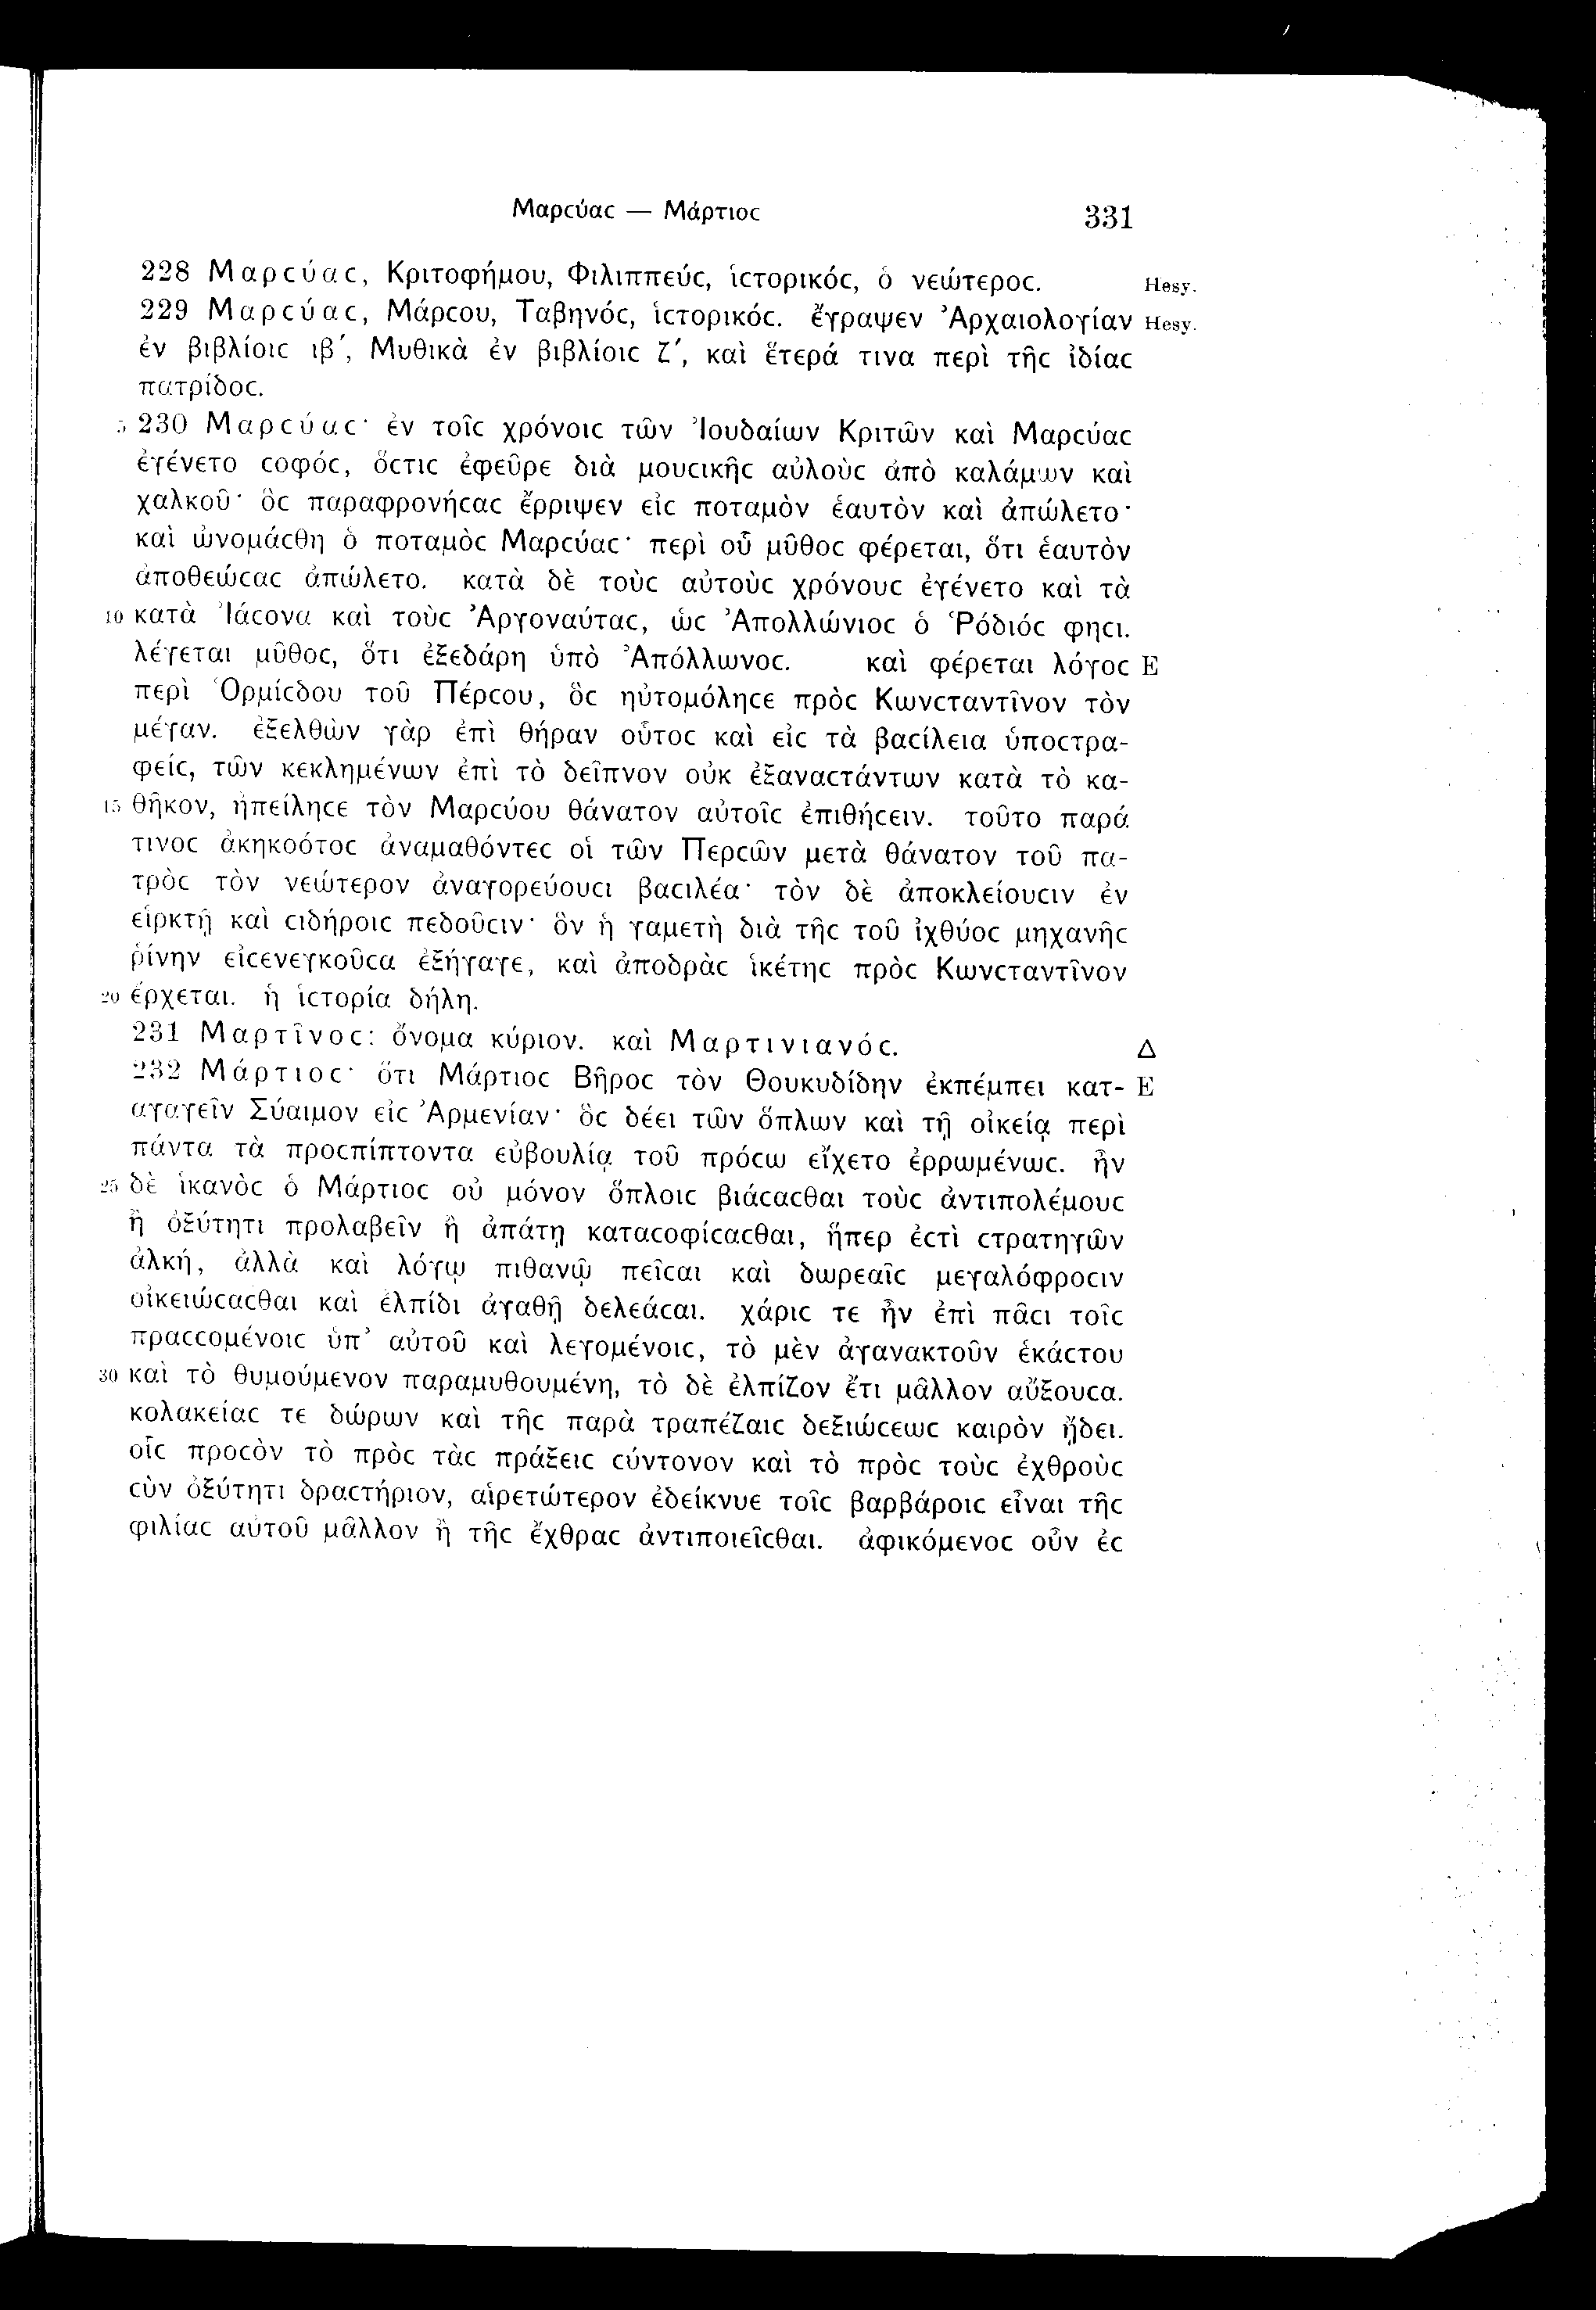 Μαρcύαc — Μάρτιοc 331
228 Μαρcύαc, Κριτοφήμου, Φιλιππεύc, ἱcτορικόc, ὁ νεώτεροc. Hesy.
229 Μαρcύαc, Μάρcου, Ταβηνόc, ἱcτορικόc. ἔγραψεν Ἀρχαιολογίαν Hesy.
ἐν βιβλίοιc ιβʹ, Μυθικὰ ἐν βιβλίοιc ζʹ, καὶ ἕτερά τινα περὶ τῆc ἰδίαc
πατρίδοc.
5 230 Μαρcύαc· ἐν τοῖc χρόνοιc τῶν Ἰουδαίων Κριτῶν καὶ Μαρcύαc
ἐγένετο cοφόc, ὅcτιc ἐφεῦρε διὰ μουcικῆc αὐλοὺc ἀπὸ καλάμων καὶ
χαλκοῦ· ὃc παραφρονήcαc ἔρριψεν εἰc ποταμὸν ἑαυτὸν καὶ ἀπώλετο·
καὶ ὠνομάcθη ὁ ποταμὸc Μαρcύαc· περὶ οὗ μῦθοc φέρεται, ὅτι ἑαυτὸν
ἀποθεώcαc ἀπώλετο. κατὰ δὲ τοὺc αὐτοὺc χρόνουc ἐγένετο καὶ τὰ
10 κατὰ Ἰάcονα καὶ τοὺc Ἀργοναύταc, ὡc Ἀπολλώνιοc ὁ Ῥόδιόc φηcι.
λέγεται μῦθοc, ὅτι ἐξεδάρη ὑπὸ Ἀπόλλωνοc. καὶ φέρεται λόγοc E
περὶ Ὁρμίcδου τοῦ Πέρcου, ὃc ηὐτομόληcε πρὸc Κωνcταντῖνον τὸν
μέγαν. ἐξελθὼν γὰρ ἐπὶ θήραν οὗτοc καὶ εἰc τὰ βαcίλεια ὑποcτρα-
φείc, τῶν κεκλημένων ἐπὶ τὸ δεῖπνον οὐκ ἐξαναcτάντων κατὰ τὸ κα-
15 θῆκον, ἠπείληcε τὸν Μαρcύου θάνατον αὐτοῖc ἐπιθήcειν. τοῦτο παρά
τινοc ἀκηκοότοc ἀναμαθόντεc οἱ τῶν Περcῶν μετὰ θάνατον τοῦ πα-
τρὸc τὸν νεώτερον ἀναγορεύουcι βαcιλέα· τὸν δὲ ἀποκλείουcιν ἐν
εἱρκτῇ καὶ cιδήροιc πεδοῦcιν· ὃν ἡ γαμετὴ διὰ τῆc τοῦ ἰχθύοc μηχανῆc
ῥίνην εἰcενεγκοῦcα ἐξήγαγε, καὶ ἀποδρὰc ἱκέτηc πρὸc Κωνcταντῖνον
20 ἔρχεται. ἡ ἱcτορία δήλη.
231 Μαρτῖνοc: ὄνομα κύριον. καὶ Μαρτινιανόc. Δ
232 Μάρτιοc· ὅτι Μάρτιοc Βῆροc τὸν Θουκυδίδην ἐκπέμπει κατ- E
αγαγεῖν Σύαιμον εἰc Ἀρμενίαν· ὃc δέει τῶν ὅπλων καὶ τῇ οἰκείᾳ περὶ
πάντα τὰ προcπίπτοντα εὐβουλίᾳ τοῦ πρόcω εἴχετο ἐρρωμένωc. ἦν
25 δὲ ἱκανὸc ὁ Μάρτιοc οὐ μόνον ὅπλοιc βιάcαcθαι τοὺc ἀντιπολέμουc
ἢ ὀξύτητι προλαβεῖν ἢ ἀπάτῃ καταcοφίcαcθαι, ἥπερ ἐcτὶ cτρατηγῶν
ἀλκή, ἀλλὰ καὶ λόγῳ πιθανῷ πεῖcαι καὶ δωρεαῖc μεγαλόφροcιν
οἰκειώcαcθαι καὶ ἐλπίδι ἀγαθῇ δελεάcαι. χάριc τε ἦν ἐπὶ πᾶcι τοῖc
πραccομένοιc ὑπ’ αὐτοῦ καὶ λεγομένοιc, τὸ μὲν ἀγανακτοῦν ἑκάcτου
30 καὶ τὸ θυμούμενον παραμυθουμένη, τὸ δὲ ἐλπίζον ἔτι μᾶλλον αὔξουcα.
κολακείαc τε δώρων καὶ τῆc παρὰ τραπέζαιc δεξιώcεωc καιρὸν ᾔδει.
οἷc προcὸν τὸ πρὸc τὰc πράξειc cύντονον καὶ τὸ πρὸc τοὺc ἐχθροὺc
cὺν ὀξύτητι δραcτήριον, αἱρετώτερον ἐδείκνυε τοῖc βαρβάροιc εἶναι τῆc
φιλίαc αὐτοῦ μᾶλλον ἢ τῆc ἔχθραc ἀντιποιεῖcθαι. ἀφικόμενοc οὖν ἐc